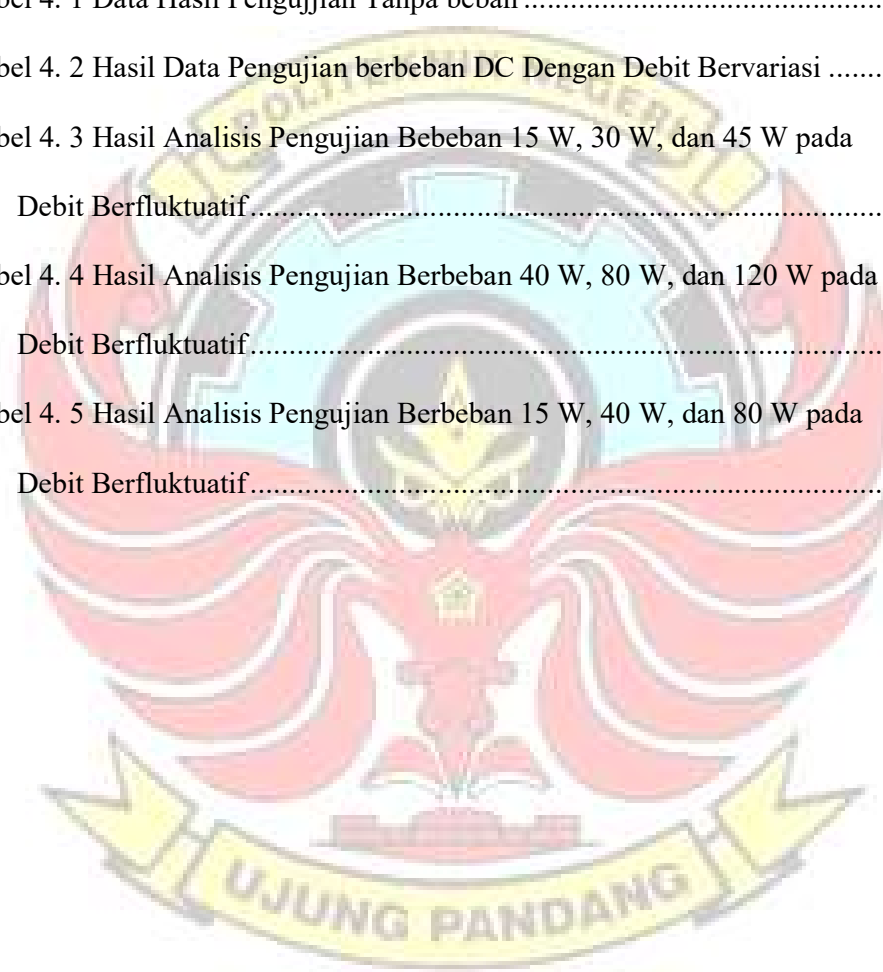 bel 4. 1 Data Hasil Pengujjian Tanpa beban................................................
bel 4. 2 Hasil Data Pengujian berbeban DC Dengan Debit Bervariasi .......
bel 4. 3 Hasil Analisis Pengujian Bebeban 15 W, 30 W, dan 45 W pada
Debit Berfluktuatif...................................................................................
bel 4. 4 Hasil Analisis Pengujian Berbeban 40 W, 80 W, dan 120 W pada
Debit Berfluktuatif...................................................................................
bel 4. 5 Hasil Analisis Pengujian Berbeban 15 W, 40 W, dan 80 W pada
Debit Berfluktuatif...................................................................................
POLITEKNIK NEGERI
UJUNG PANDANG